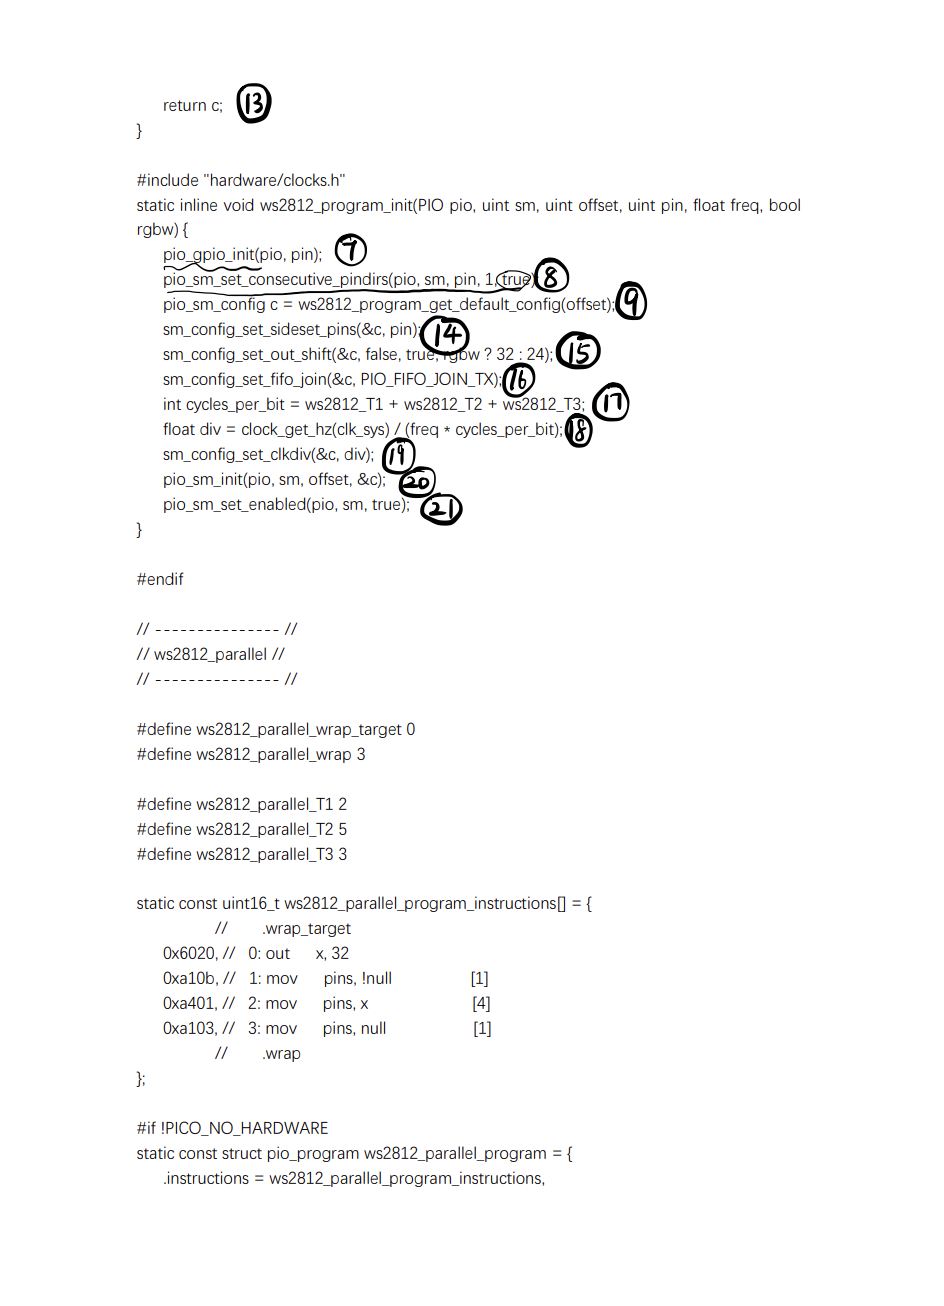 return c; 13
}
#include "hardware/clocks.h"
static inline void ws2812_program_init(PIO pio, uint sm, uint offset, uint pin, float freq, bool
rgbw) {
pio_gpio_init(pio, pin); 7
pio_sm_set_consecutive_pindirs(pio, sm, pin, 1, true); 8
pio_sm_config c = ws2812_program_get_default_config(offset); 9
sm_config_set_sideset_pins(&c, pin); 14
sm_config_set_out_shift(&c, false, true, rgbw ? 32 : 24); 15
sm_config_set_fifo_join(&c, PIO_FIFO_JOIN_TX); 16
int cycles_per_bit = ws2812_T1 + ws2812_T2 + ws2812_T3; 17
float div = clock_get_hz(clk_sys) / (freq * cycles_per_bit); 18
sm_config_set_clkdiv(&c, div); 19
pio_sm_init(pio, sm, offset, &c); 20
pio_sm_set_enabled(pio, sm, true); 21
}
#endif
// --------------- //
// ws2812_parallel //
// --------------- //
#define ws2812_parallel_wrap_target 0
#define ws2812_parallel_wrap 3
#define ws2812_parallel_T1 2
#define ws2812_parallel_T2 5
#define ws2812_parallel_T3 3
static const uint16_t ws2812_parallel_program_instructions[] = {
// .wrap_target
0x6020, // 0: out x, 32
0xa10b, // 1: mov pins, !null [1]
0xa401, // 2: mov pins, x [4]
0xa103, // 3: mov pins, null [1]
// .wrap
};
#if !PICO_NO_HARDWARE
static const struct pio_program ws2812_parallel_program = {
.instructions = ws2812_parallel_program_instructions,